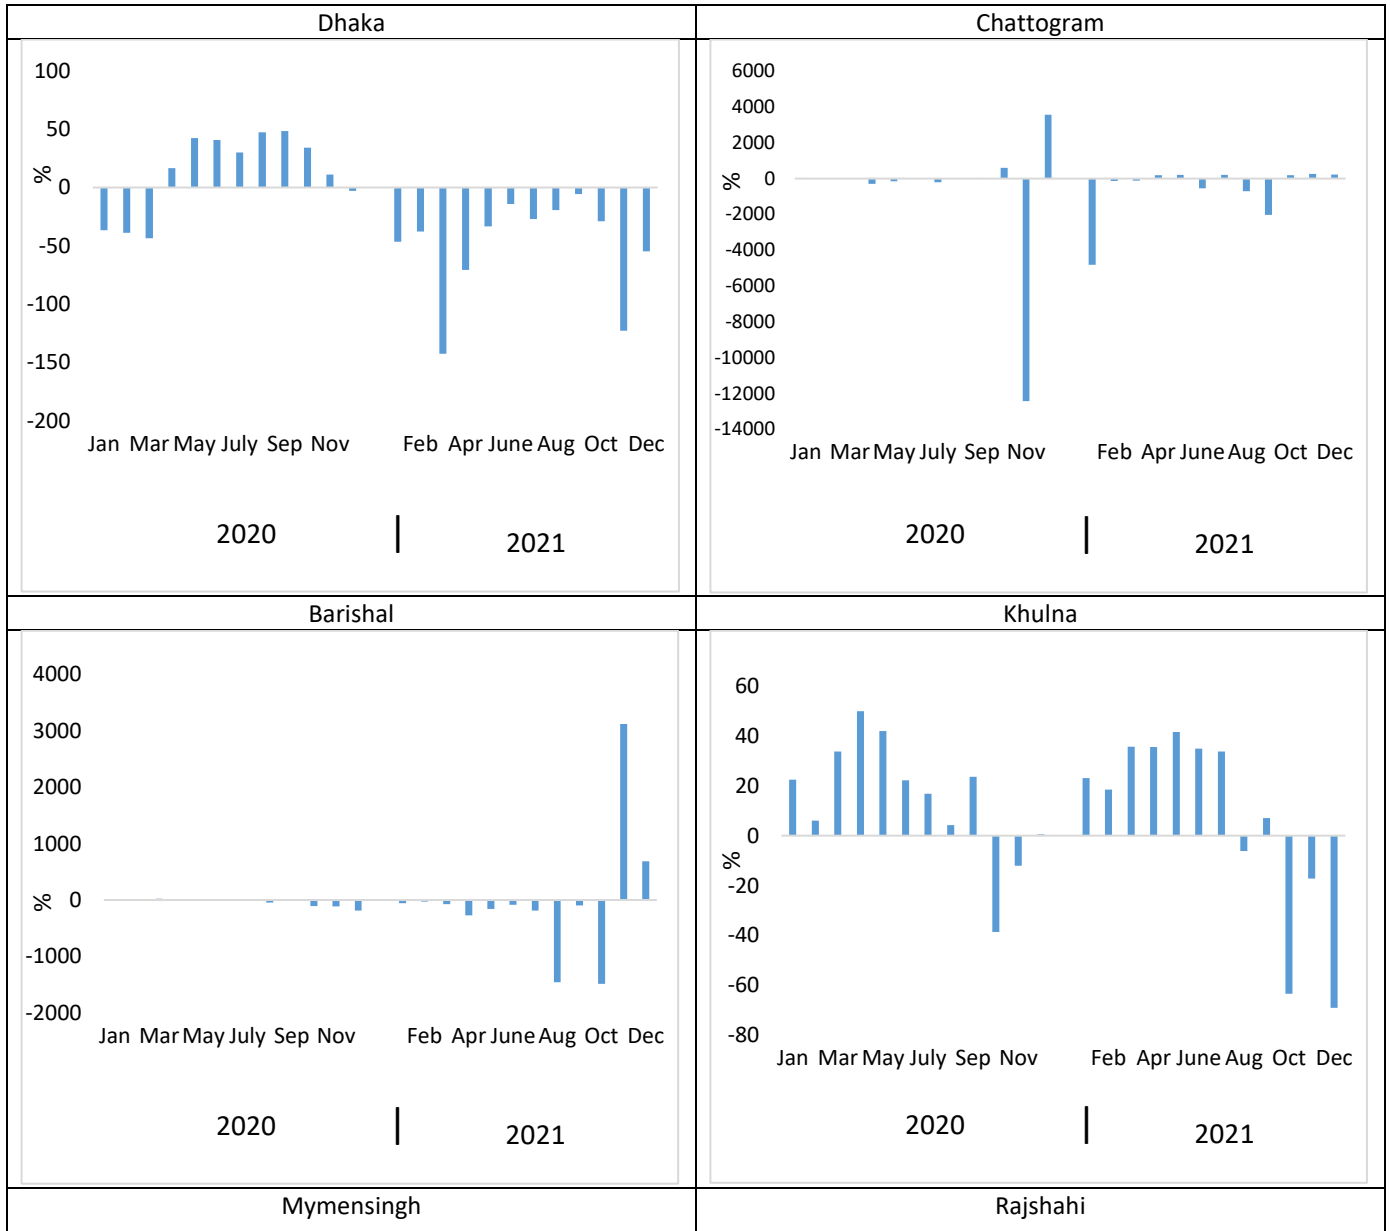 Dhaka
Chattogram
100
50
0
-50
-100
-150
-200
%
Jan Mar May July Sep Nov Feb Apr June Aug Oct Dec
2020 | 2021
6000
4000
2000
0
-2000
-4000
-6000
-8000
-10000
-12000
-14000
%
Jan Mar May July Sep Nov Feb Apr June Aug Oct Dec
2020 | 2021
Barishal
Khulna
4000
3000
2000
1000
0
-1000
-2000
%
Jan Mar May July Sep Nov Feb Apr June Aug Oct Dec
2020 | 2021
60
40
20
0
-20
-40
-60
-80
%
Jan Mar May July Sep Nov Feb Apr June Aug Oct Dec
2020 | 2021
Mymensingh
Rajshahi